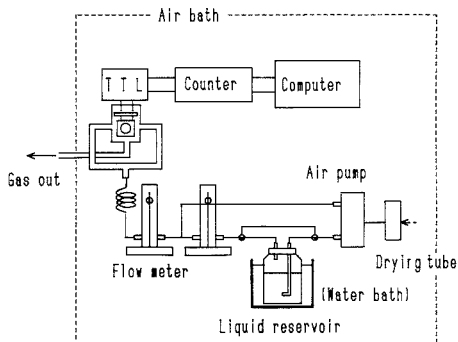 Air bath
TTL
Counter
Computer
Gas out
Air pump
Flow meter
Drying tube
(Water bath)
Liquid reservoir